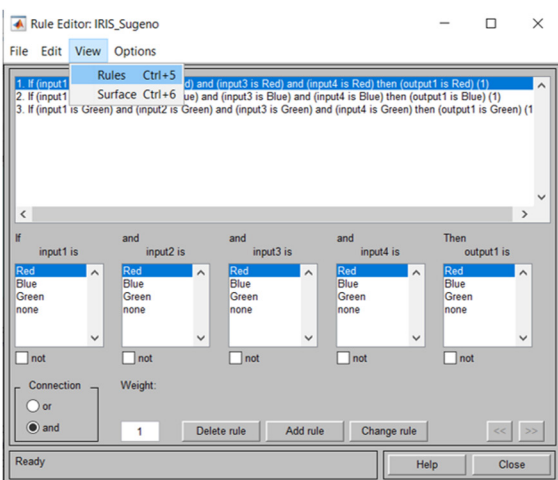 Rule Editor: IRIS_Sugeno
File Edit View Options
Rules Ctrl+5
Surface Ctrl+6
1. If (input1 d) and (input3 is Red) and (input4 is Red) then (output1 is Red) (1)
2. If (input1 ue) and (input3 is Blue) and (input4 is Blue) then (output1 is Blue) (1)
3. If (input1 is Green) and (input2 is Green) and (input3 is Green) and (input4 is Green) then (output1 is Green) (1
If and and and Then
input1 is input2 is input3 is input4 is output1 is
Red Red Red Red Red
Blue Blue Blue Blue Blue
Green Green Green Green Green
none none none none none
not not not not not
Connection Weight:
or
and 1 Delete rule Add rule Change rule << >>
Ready Help Close